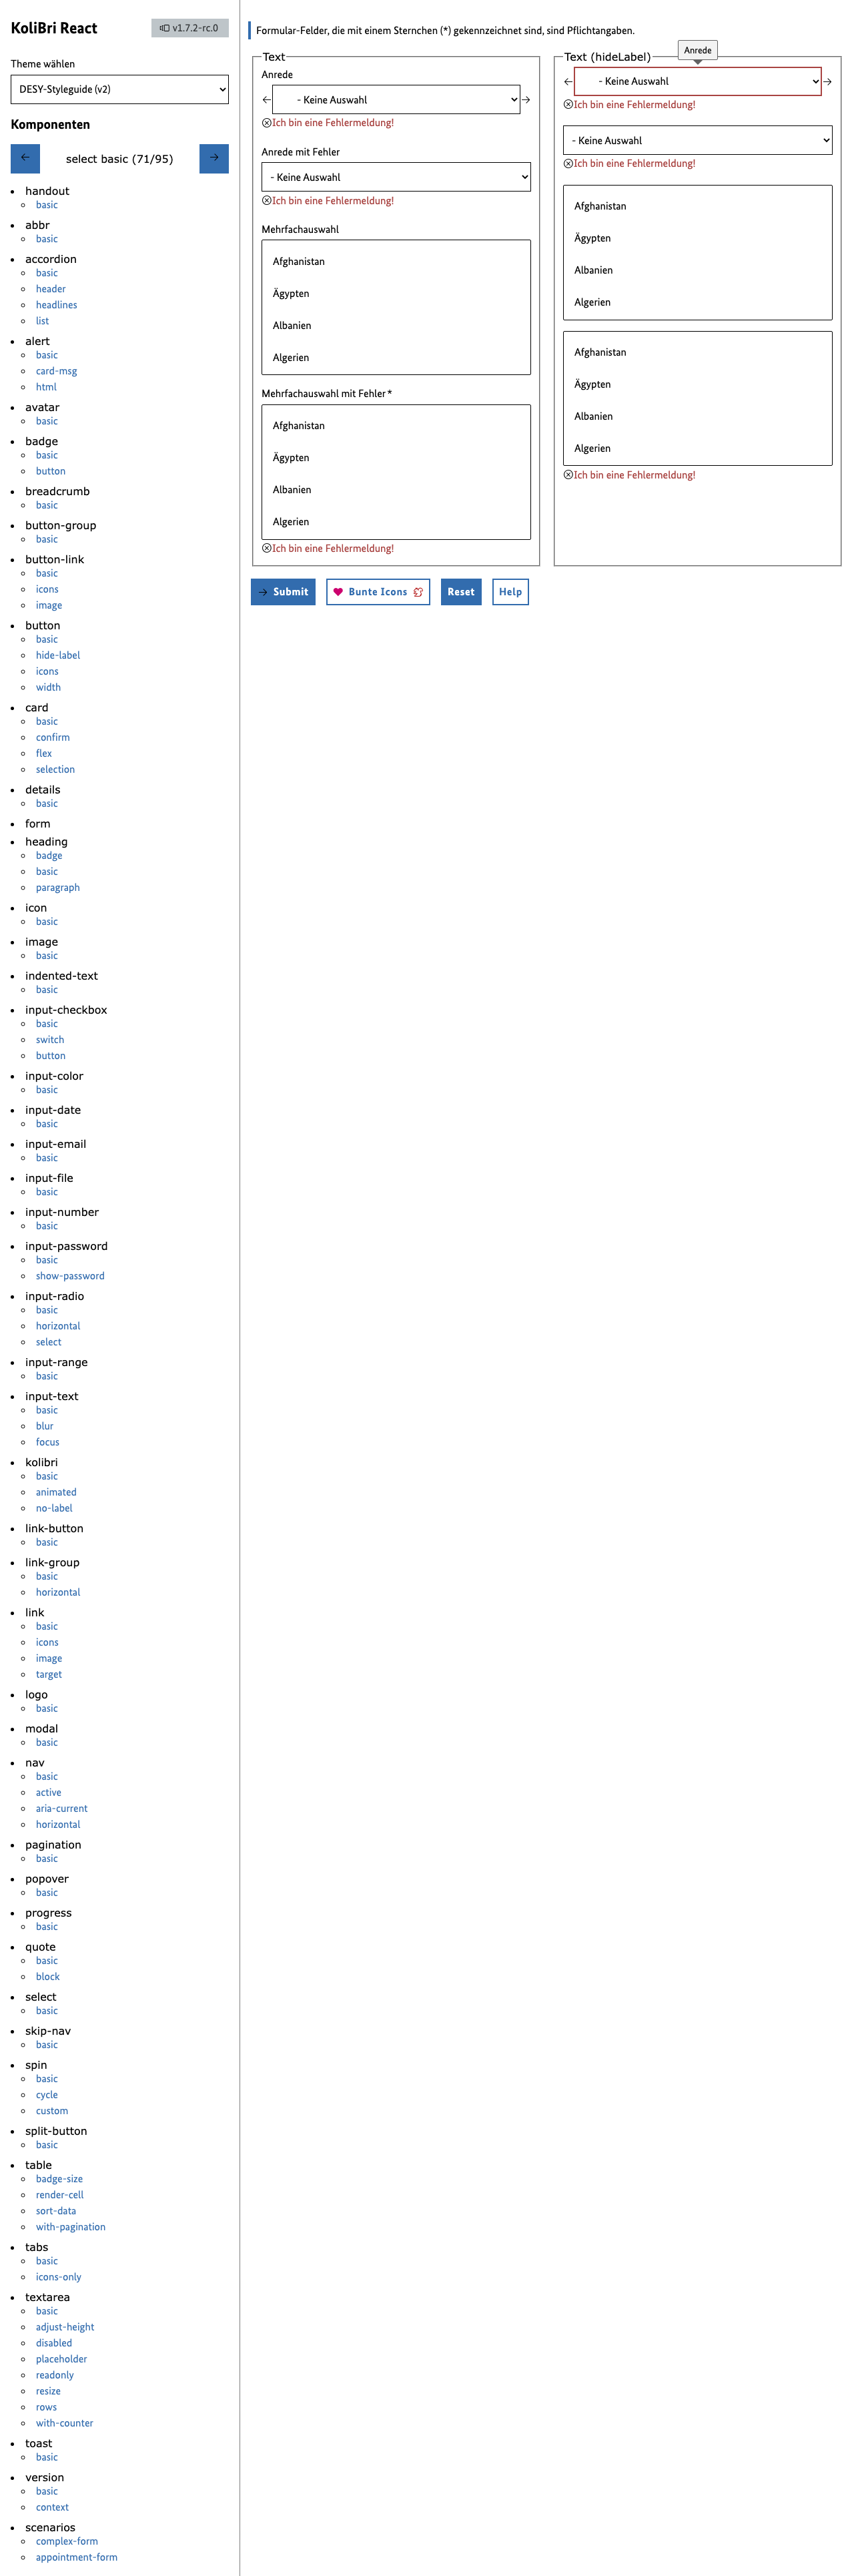 KoliBri React
v1.7.2-rc.0
Theme wählen
DESY-Styleguide (v2)
Komponenten
←
select basic (71/95)
→
handout
basic
abbr
basic
accordion
basic
header
headlines
list
alert
basic
card-msg
html
avatar
basic
badge
basic
button
breadcrumb
basic
button-group
basic
button-link
basic
icons
image
button
basic
hide-label
icons
width
card
basic
confirm
flex
selection
details
basic
form
heading
badge
basic
paragraph
icon
basic
image
basic
indented-text
basic
input-checkbox
basic
switch
button
input-color
basic
input-date
basic
input-email
basic
input-file
basic
input-number
basic
input-password
basic
show-password
input-radio
basic
horizontal
select
input-range
basic
input-text
basic
blur
focus
kolibri
basic
animated
no-label
link-button
basic
link-group
basic
horizontal
link
basic
icons
image
target
logo
basic
modal
basic
nav
basic
active
aria-current
horizontal
pagination
basic
popover
basic
progress
basic
quote
basic
block
select
basic
skip-nav
basic
spin
basic
cycle
custom
split-button
basic
table
badge-size
render-cell
sort-data
with-pagination
tabs
basic
icons-only
textarea
basic
adjust-height
disabled
placeholder
readonly
resize
rows
with-counter
toast
basic
version
basic
context
scenarios
complex-form
appointment-form
Formular-Felder, die mit einem Sternchen (*) gekennzeichnet sind, sind Pflichtangaben.
Text
Anrede
- Keine Auswahl
Ich bin eine Fehlermeldung!
Anrede mit Fehler
- Keine Auswahl
Ich bin eine Fehlermeldung!
Mehrfachauswahl
Afghanistan
Ägypten
Albanien
Algerien
Mehrfachauswahl mit Fehler*
Afghanistan
Ägypten
Albanien
Algerien
Ich bin eine Fehlermeldung!
Text (hideLabel)
Anrede
- Keine Auswahl
Ich bin eine Fehlermeldung!
- Keine Auswahl
Ich bin eine Fehlermeldung!
Afghanistan
Ägypten
Albanien
Algerien
Afghanistan
Ägypten
Albanien
Algerien
Ich bin eine Fehlermeldung!
Submit
Bunte Icons
Reset
Help